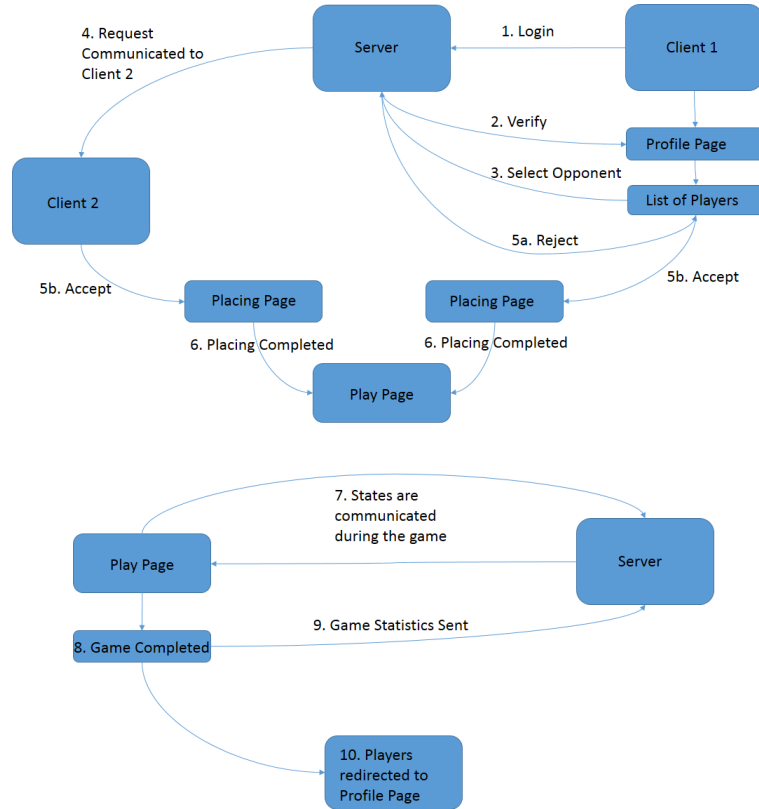 4. Request
Communicated to
Client 2
Server
1. Login
Client 1
2. Verify
Profile Page
3. Select Opponent
List of Players
Client 2
5a. Reject
5b. Accept
5b. Accept
Placing Page
Placing Page
6. Placing Completed
6. Placing Completed
Play Page
7. States are
communicated
during the game
Play Page
Server
9. Game Statistics Sent
8. Game Completed
10. Players
redirected to
Profile Page